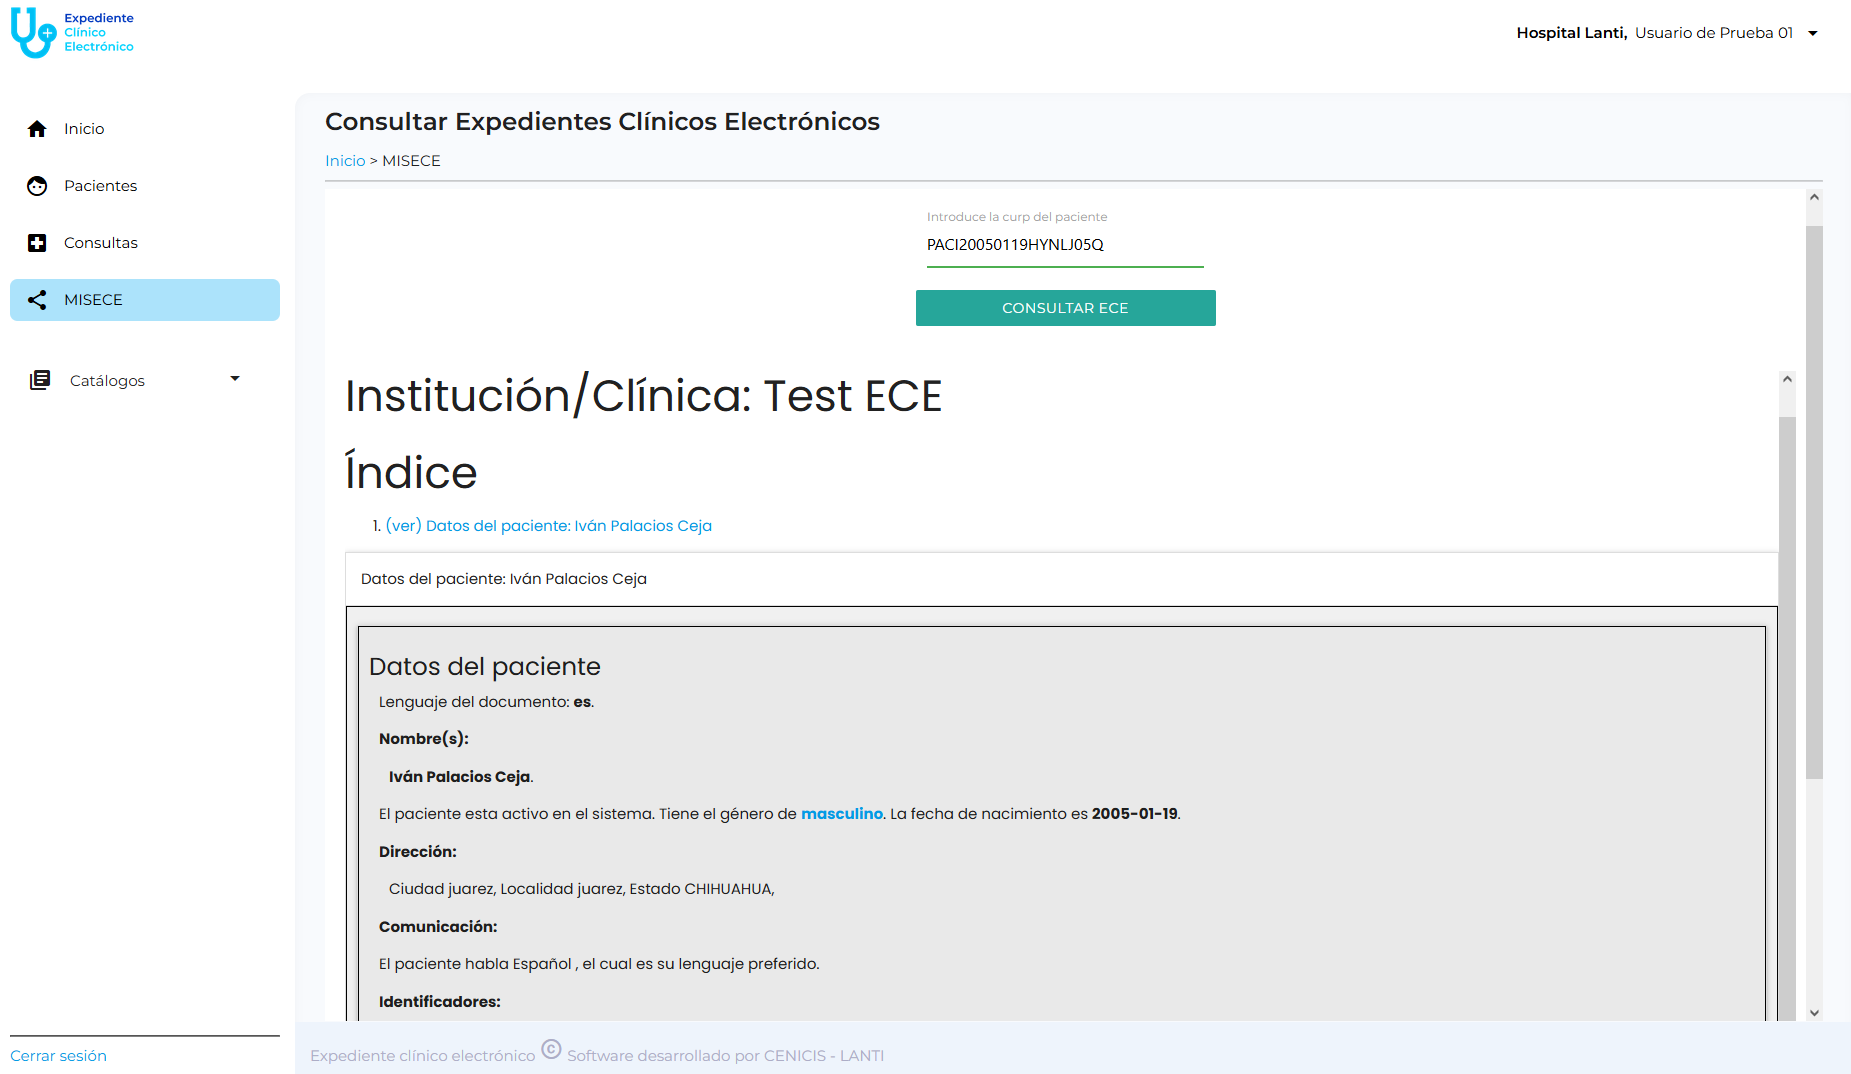 Expediente
Clínico
Electrónico
Hospital Lanti, Usuario de Prueba 01
Inicio
Pacientes
Consultas
MISECE
Catálogos
Cerrar sesión
Consultar Expedientes Clínicos Electrónicos
Inicio > MISECE
Introduce la curp del paciente
PACI20050119HYNLJ05Q
CONSULTAR ECE
Institución/Clínica: Test ECE
Índice
1. (ver) Datos del paciente: Iván Palacios Ceja
Datos del paciente: Iván Palacios Ceja
Datos del paciente
Lenguaje del documento: es.
Nombre(s):
Iván Palacios Ceja.
El paciente esta activo en el sistema. Tiene el género de masculino. La fecha de nacimiento es 2005-01-19.
Dirección:
Ciudad juarez, Localidad juarez, Estado CHIHUAHUA,
Comunicación:
El paciente habla Español , el cual es su lenguaje preferido.
Identificadores:
Expediente clínico electrónico © Software desarrollado por CENICIS - LANTI